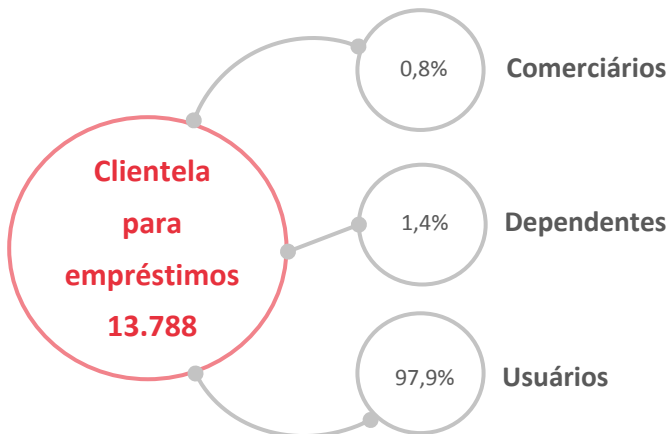 Clientela
para
empréstimos
13.788
0,8%
Comerciários
1,4%
Dependentes
97,9%
Usuários